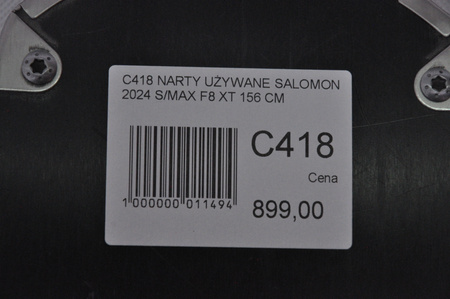 C418 NARTY UŻYWANE SALOMON
2024 S/MAX F8 XT 156 CM
C418
Cena
1 000000 011494
899,00